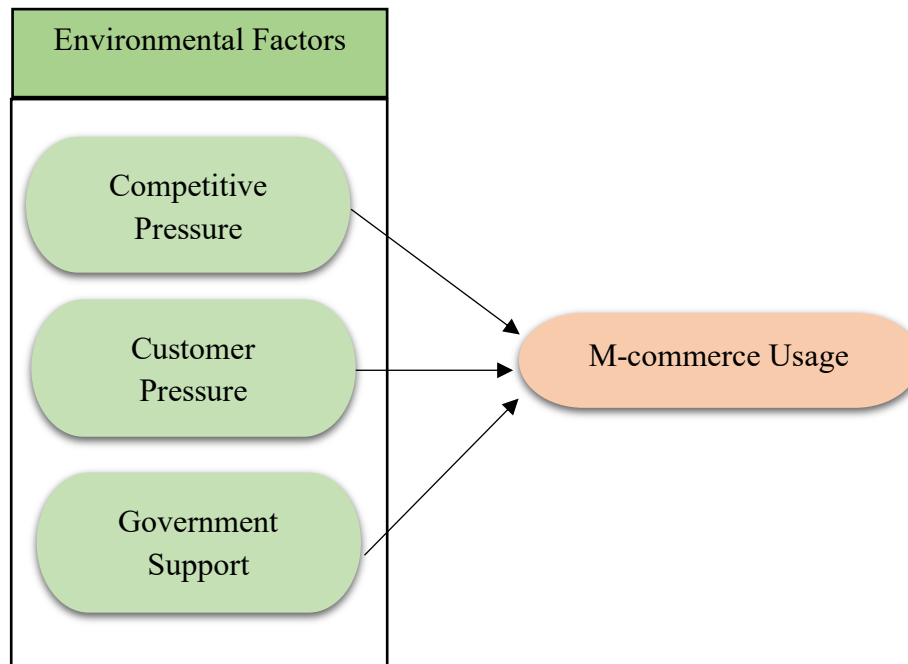 Environmental Factors
Competitive
Pressure
Customer
Pressure
M-commerce Usage
Government
Support